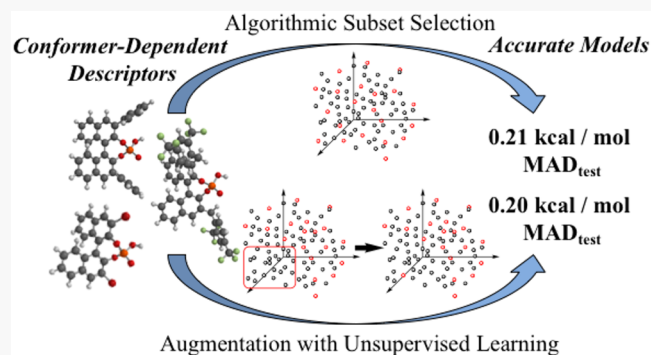 Algorithmic Subset Selection
Conformer-Dependent
Descriptors
Accurate Models
0.21 kcal / mol
MADtest
0.20 kcal / mol
MADtest
Augmentation with Unsupervised Learning